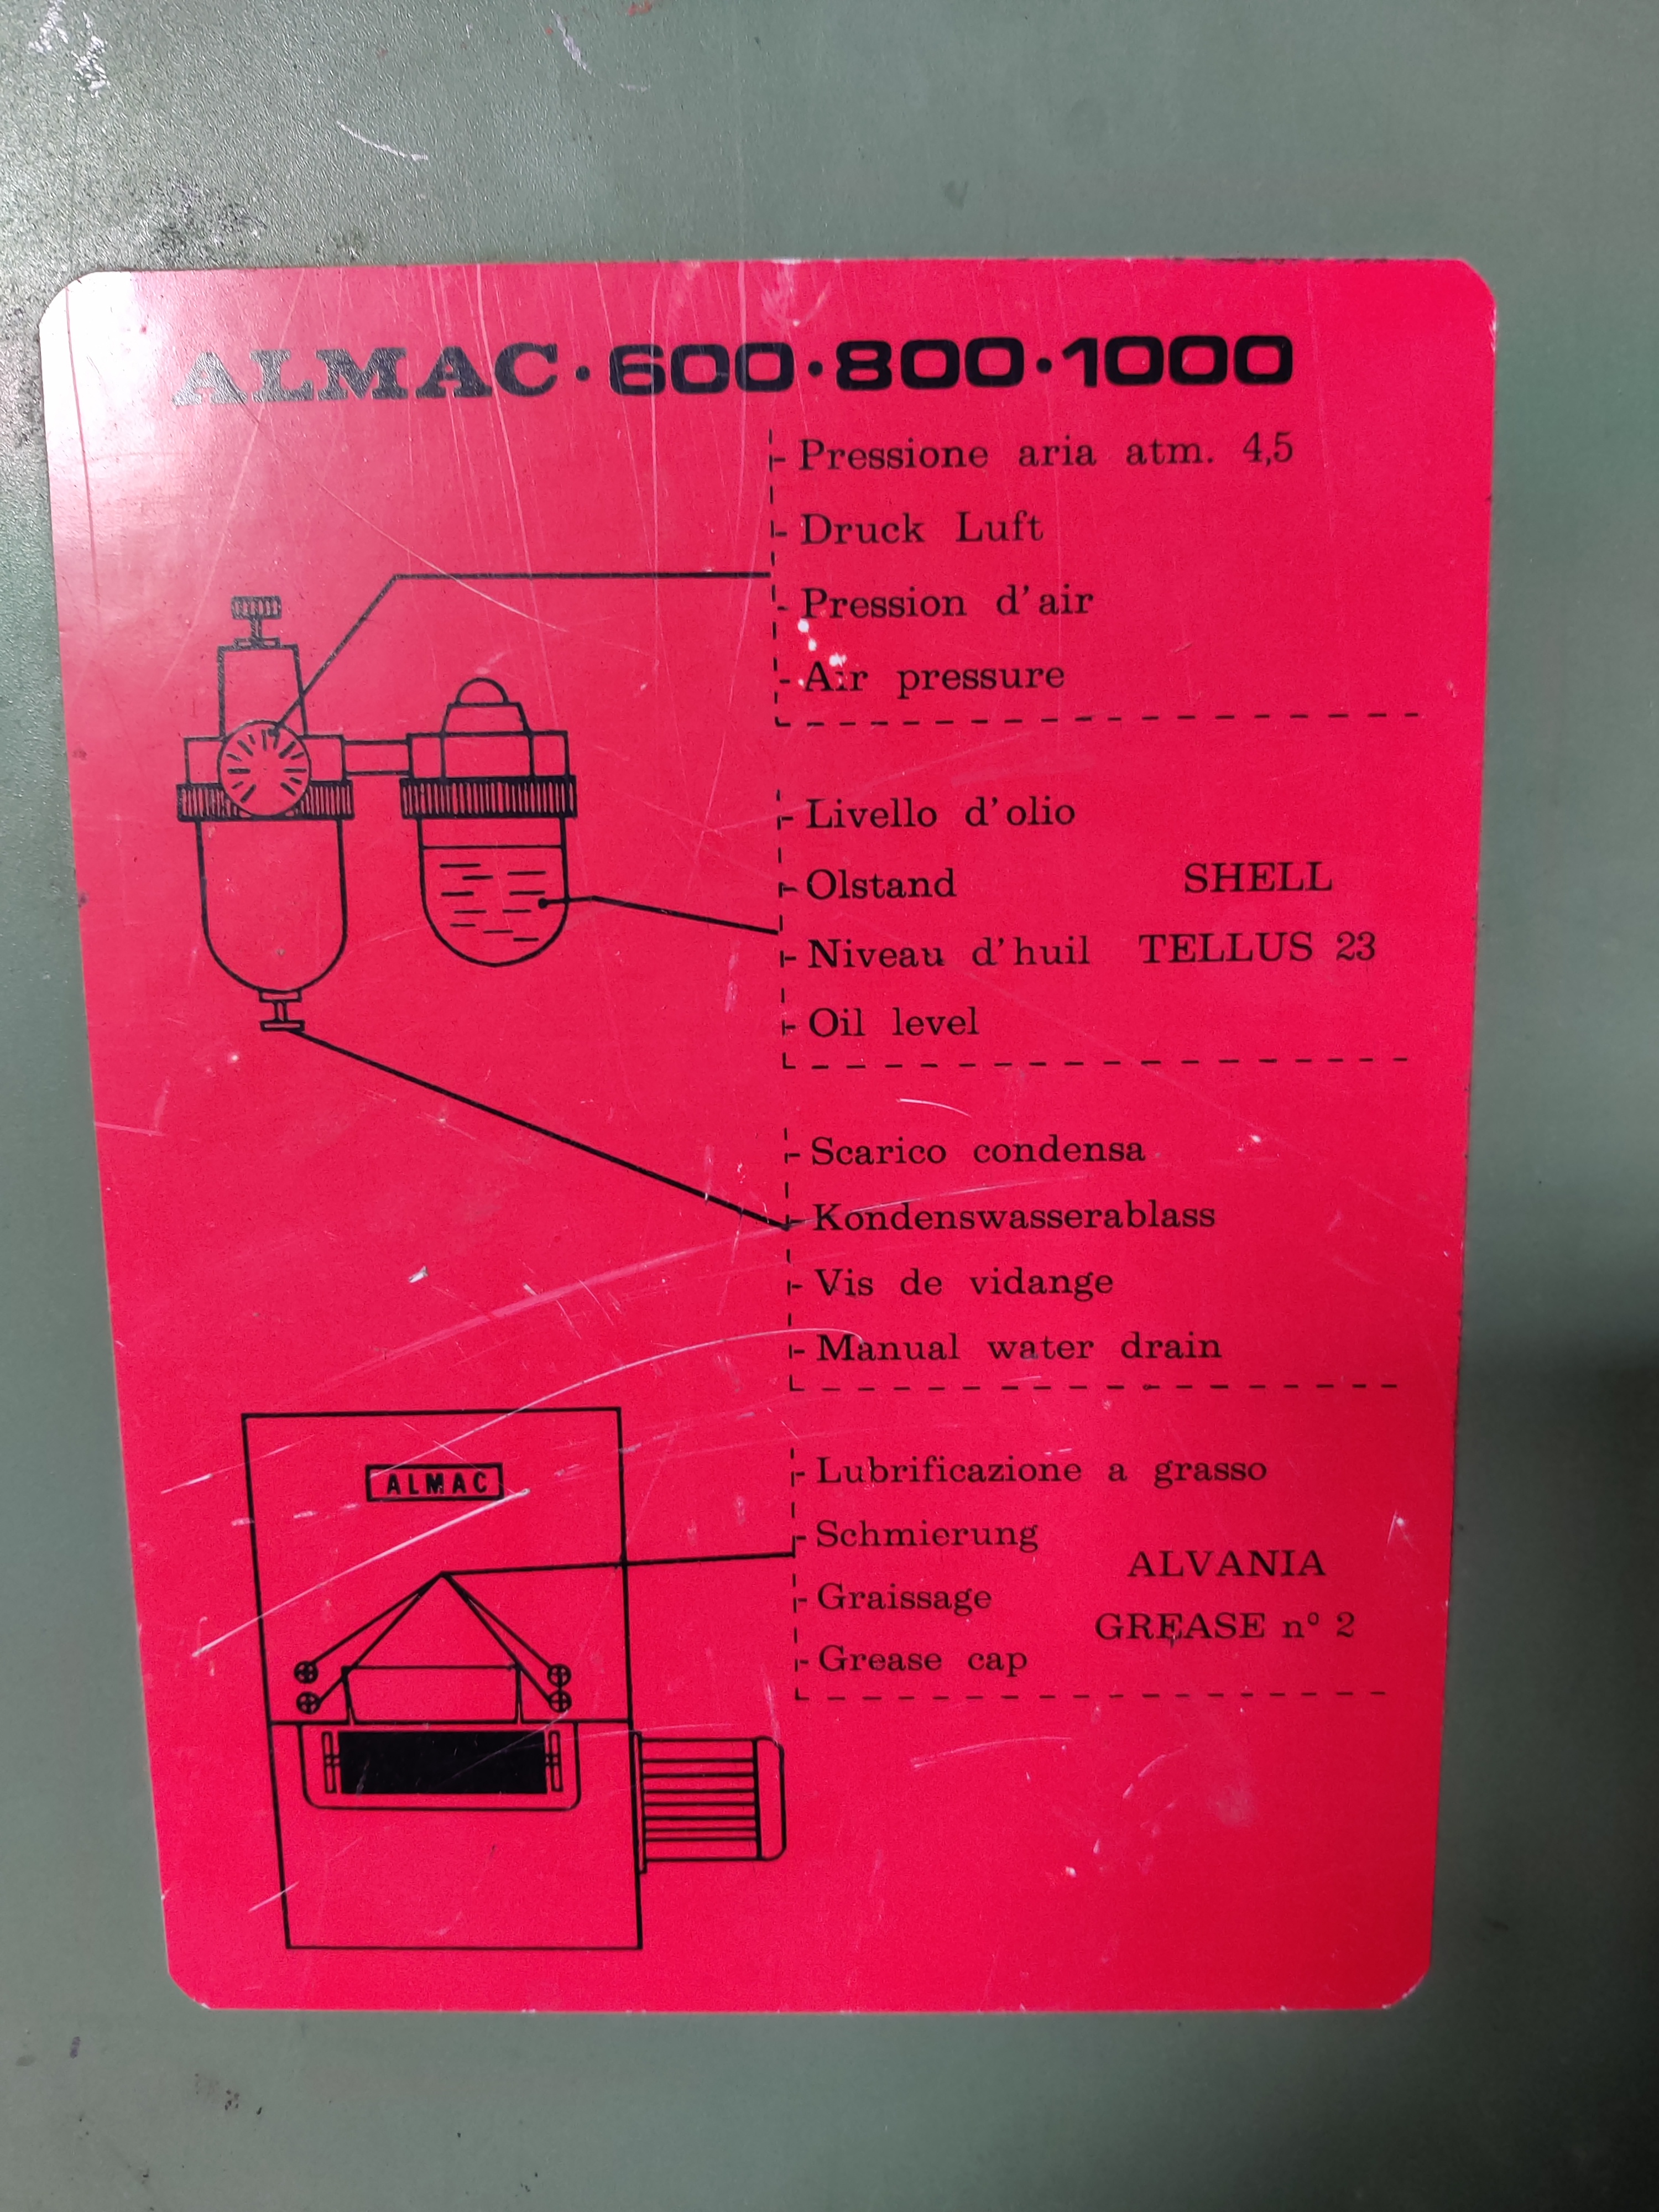 ALMAC·600·800·1000
Pressione aria atm. 4,5
Druck Luft
Pression d'air
Air pressure
Livello d'olio
Olstand SHELL
Niveau d'huil TELLUS 23
Oil level
Scarico condensa
Kondenswasserablass
Vis de vidange
Manual water drain
ALMAC
Lubrificazione a grasso
Schmierung
ALVANIA
Graissage
GREASE n° 2
Grease cap